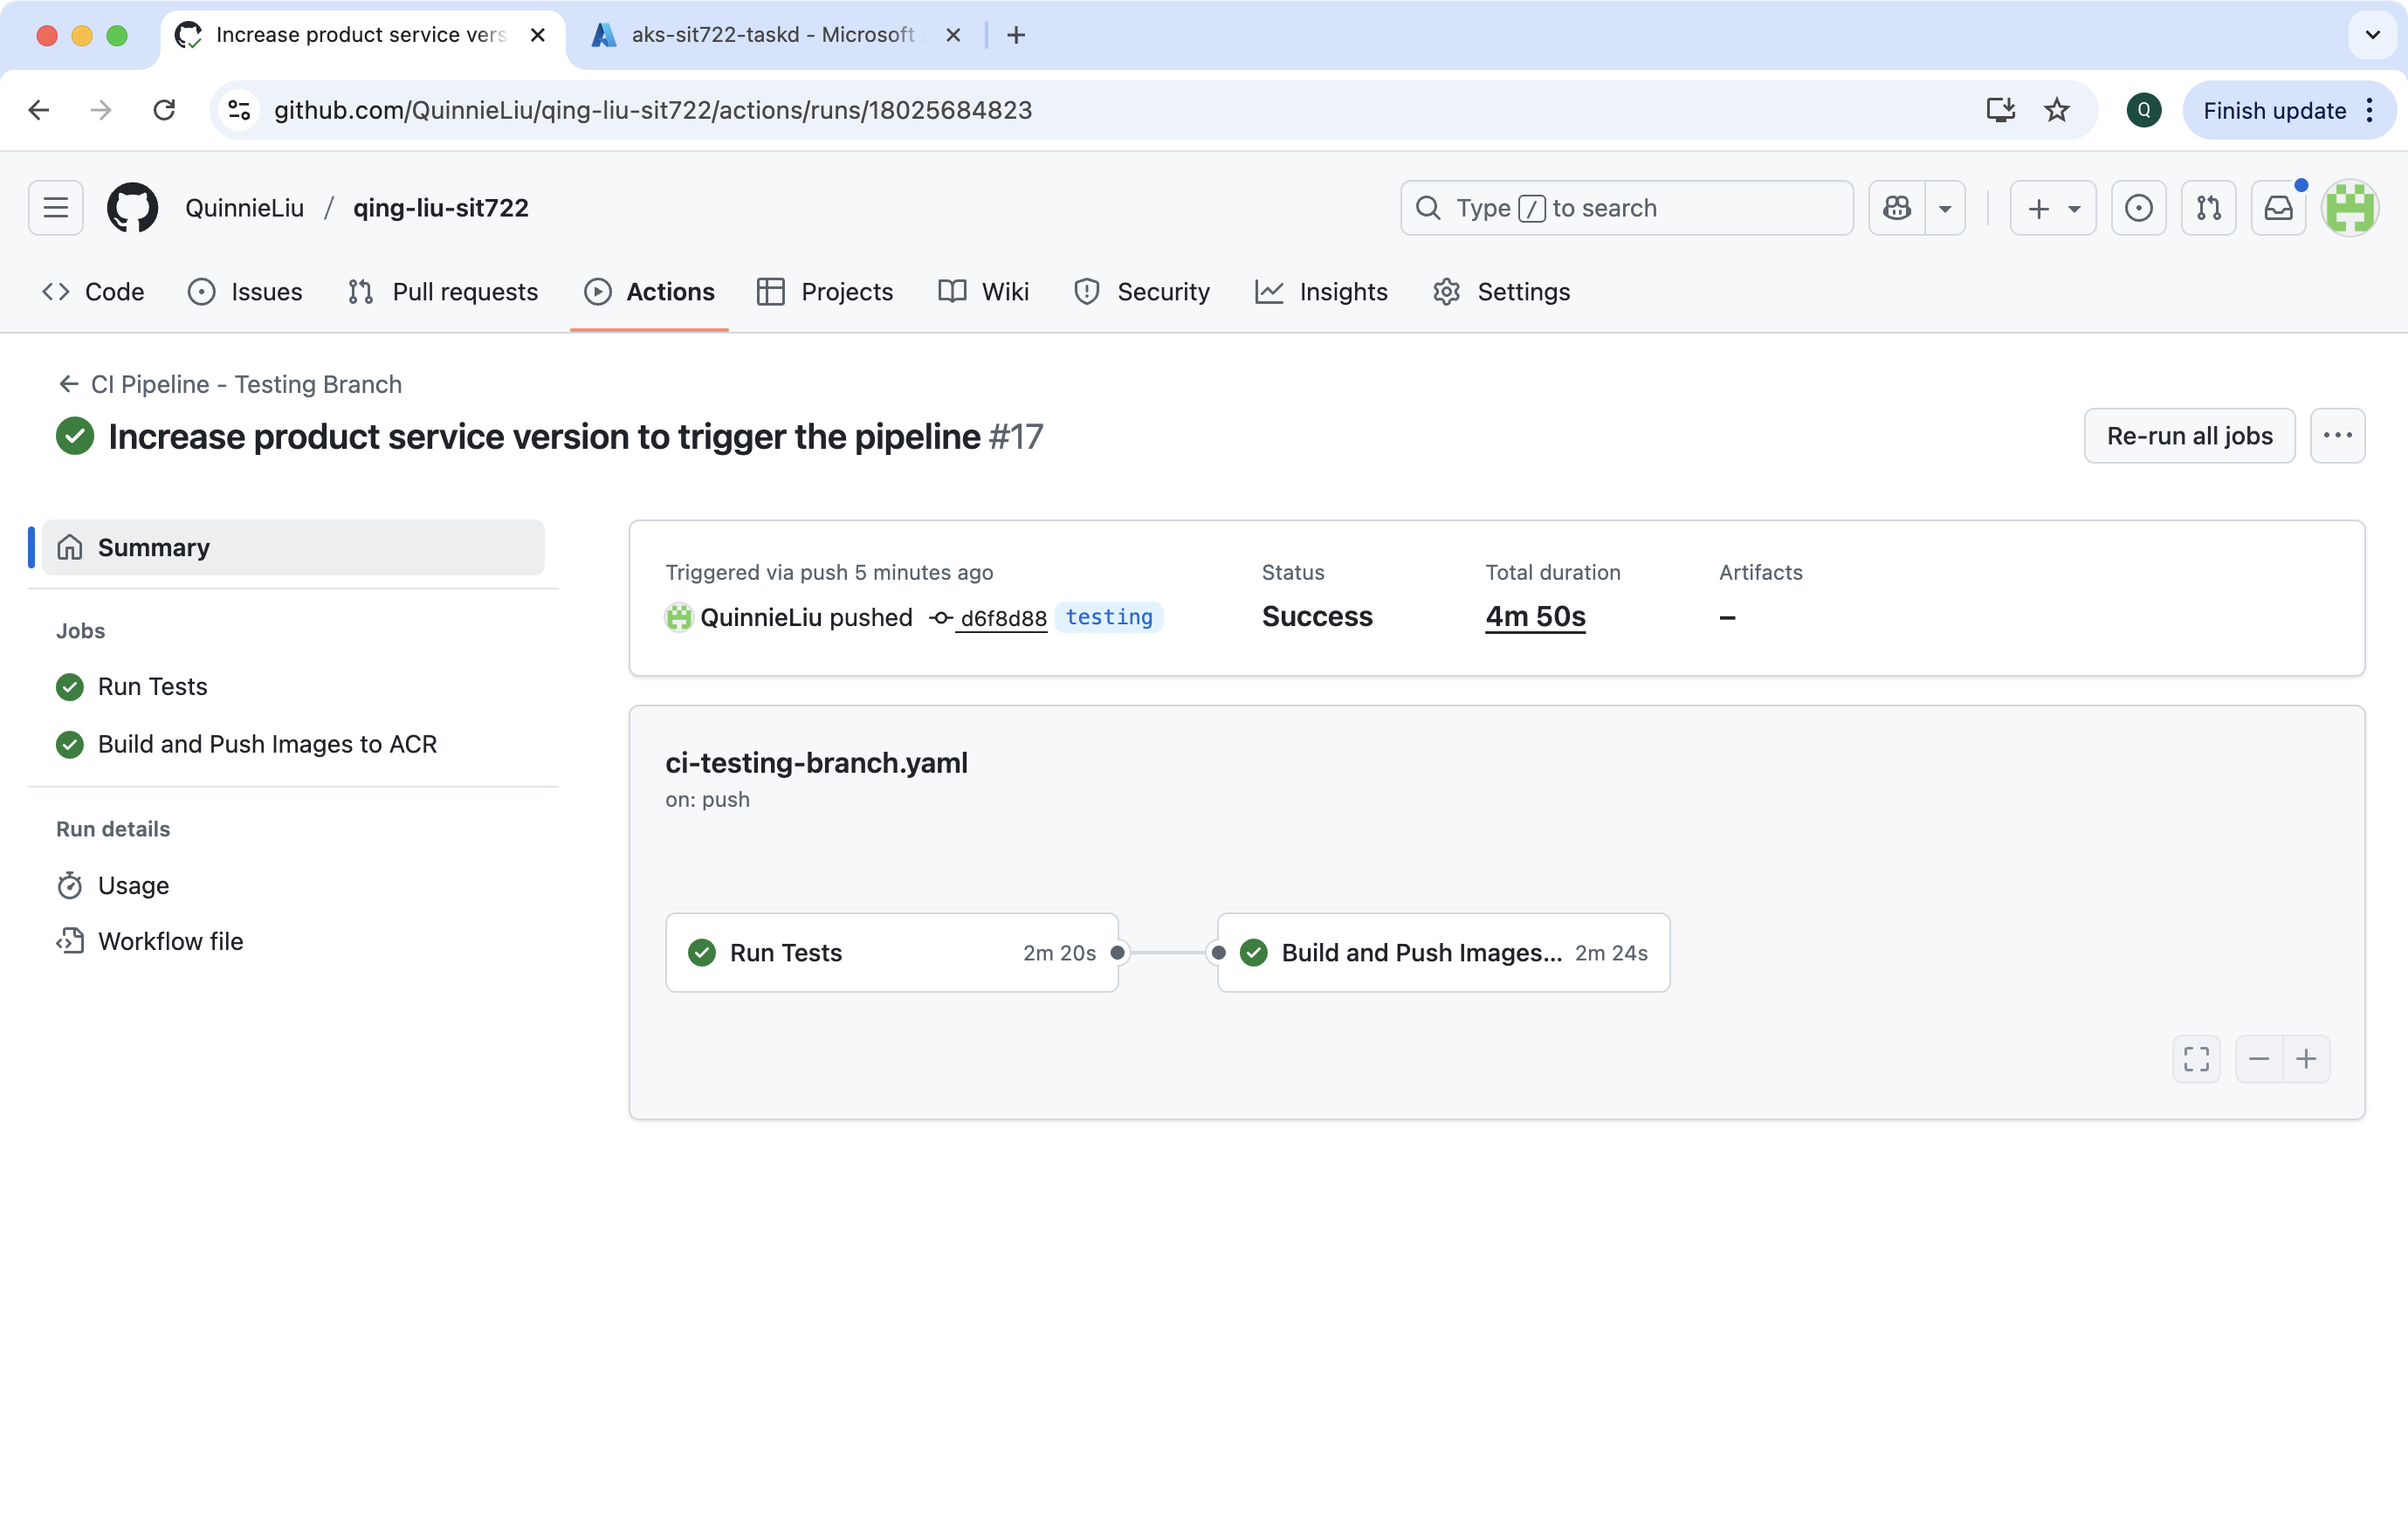 Increase product service vers
aks-sit722-taskd - Microsoft
github.com/QuinnieLiu/qing-liu-sit722/actions/runs/18025684823
Q
Finish update
QuinnieLiu / qing-liu-sit722
Type / to search
Code
Issues
Pull requests
Actions
Projects
Wiki
Security
Insights
Settings
CI Pipeline - Testing Branch
Increase product service version to trigger the pipeline #17
Re-run all jobs
Summary
Jobs
Run Tests
Build and Push Images to ACR
Run details
Usage
Workflow file
Triggered via push 5 minutes ago
QuinnieLiu pushed d6f8d88 testing
Status
Success
Total duration
4m 50s
Artifacts
–
ci-testing-branch.yaml
on: push
Run Tests 2m 20s
Build and Push Images... 2m 24s